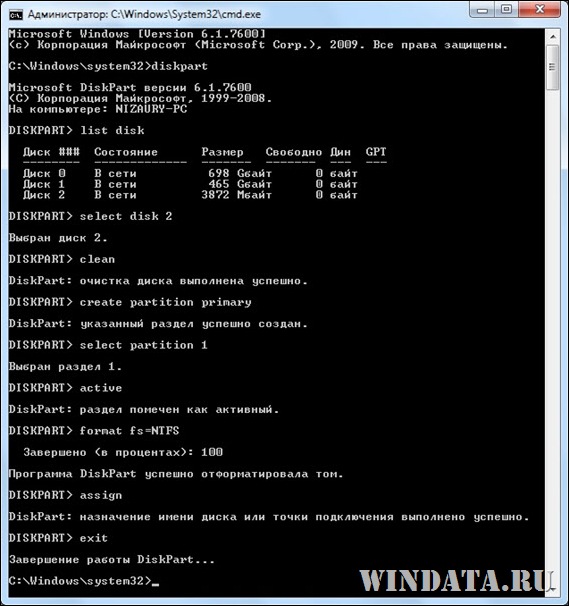 Администратор: C:\Windows\System32\cmd.exe
Microsoft Windows [Version 6.1.7600]
(c) Корпорация Майкрософт (Microsoft Corp.), 2009. Все права защищены.
C:\Windows\system32>diskpart
Microsoft DiskPart версии 6.1.7600
(C) Корпорация Майкрософт, 1999-2008.
На компьютере: NIZAURY-PC
DISKPART> list disk
Диск ### Состояние Размер Свободно Дин GPT
-------- ------------- ------- ------- --- ---
Диск 0 В сети 698 Gбайт 0 байт
Диск 1 В сети 465 Gбайт 0 байт
Диск 2 В сети 3872 Mбайт 0 байт
DISKPART> select disk 2
Выбран диск 2.
DISKPART> clean
DiskPart: очистка диска выполнена успешно.
DISKPART> create partition primary
DiskPart: указанный раздел успешно создан.
DISKPART> select partition 1
Выбран раздел 1.
DISKPART> active
DiskPart: раздел помечен как активный.
DISKPART> format fs=NTFS
Завершено (в процентах): 100
Программа DiskPart успешно отформатировала том.
DISKPART> assign
DiskPart: назначение имени диска или точки подключения выполнено успешно.
DISKPART> exit
Завершение работы DiskPart...
C:\Windows\system32>_
WINDATA.RU